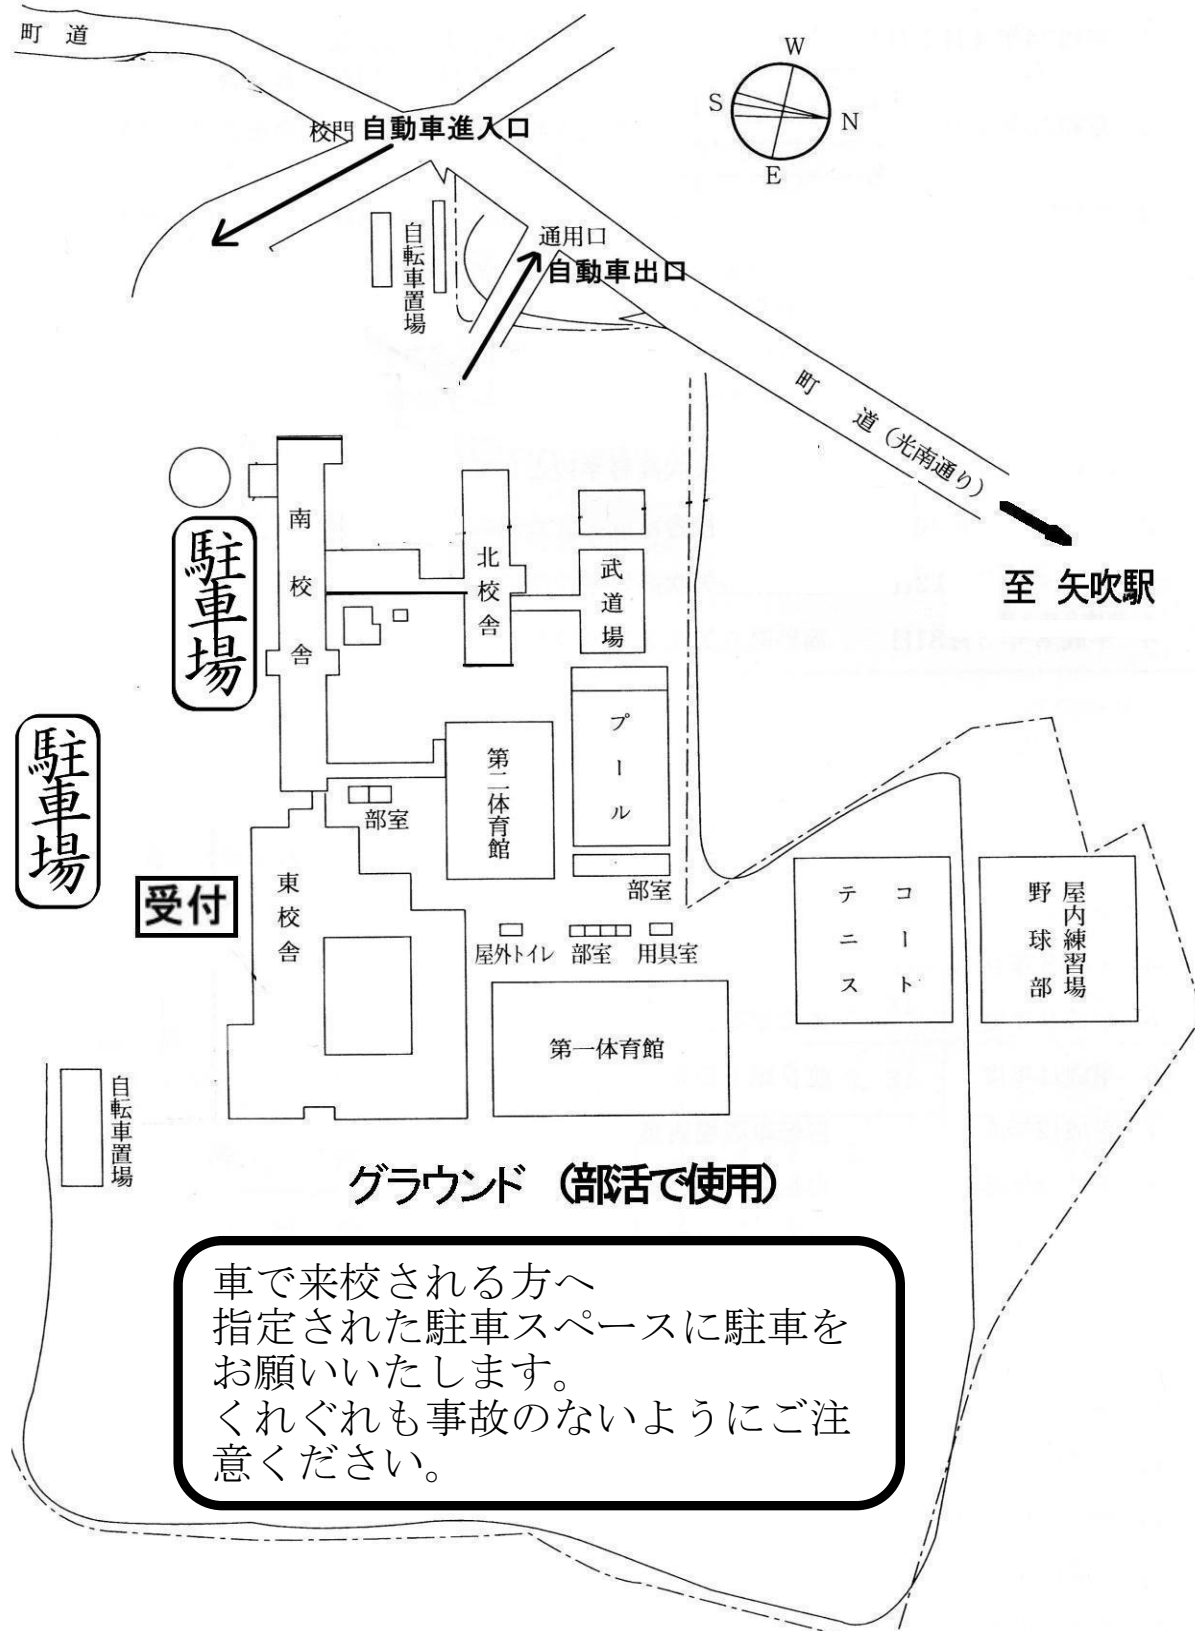 町道
W
S
N
E
校門 自動車進入口
自転車置場
通用口
自動車出口
町道（光南通り）
至 矢吹駅
南校舎
北校舎
武道場
駐車場
駐車場
プール
第二体育館
部室
部室
受付
東校舎
テニス
コート
屋内練習場
野球部
屋外トイレ 部室 用具室
第一体育館
自転車置場
グラウンド （部活で使用）
車で来校される方へ
指定された駐車スペースに駐車を
お願いいたします。
くれぐれも事故のないようにご注
意ください。